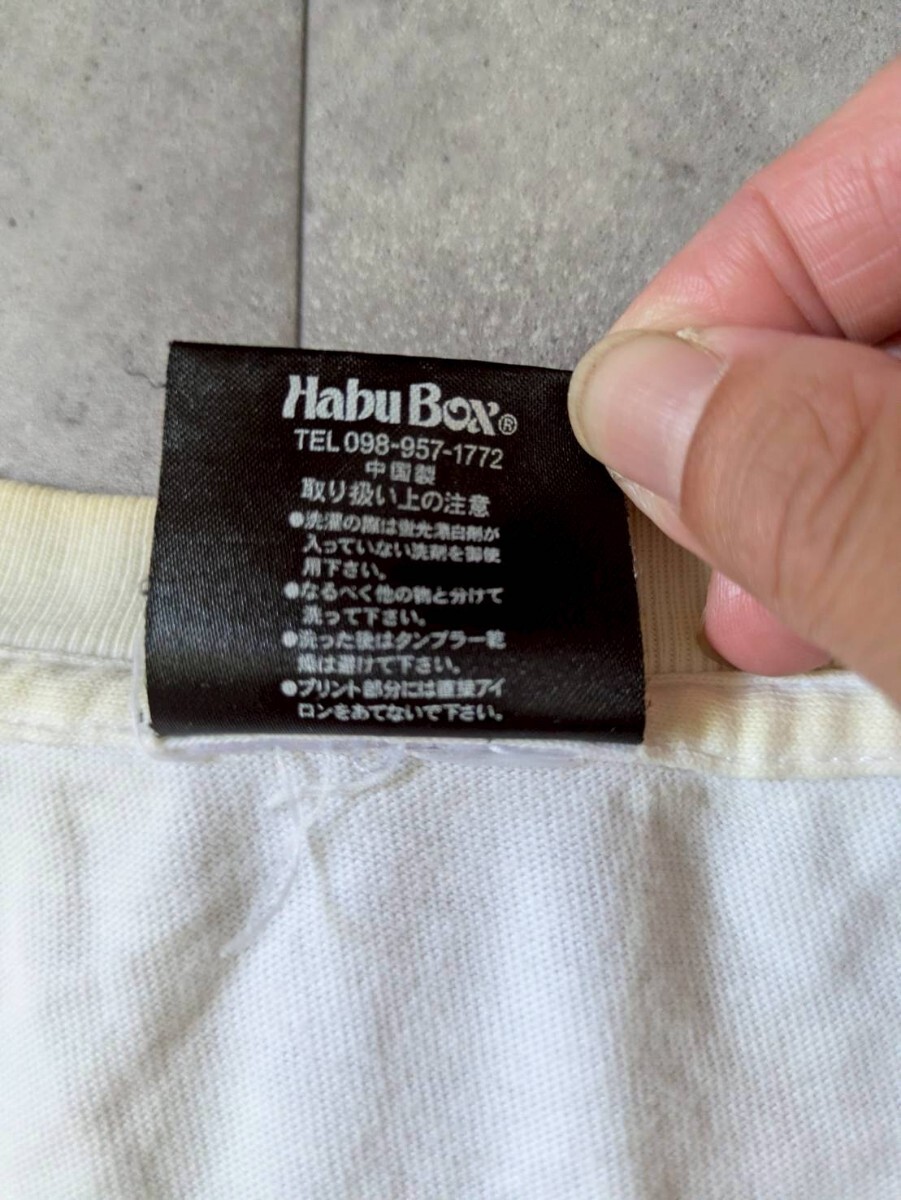 Habu Box®
TEL 098-957-1772
中国製
取り扱い上の注意
●洗濯の際は蛍光漂白剤が
入っていない洗剤を御使
用下さい。
●なるべく他の物と分けて
洗って下さい。
●洗った後はタンブラー乾
燥は避けて下さい。
●プリント部分には直接アイ
ロンをあてないで下さい。